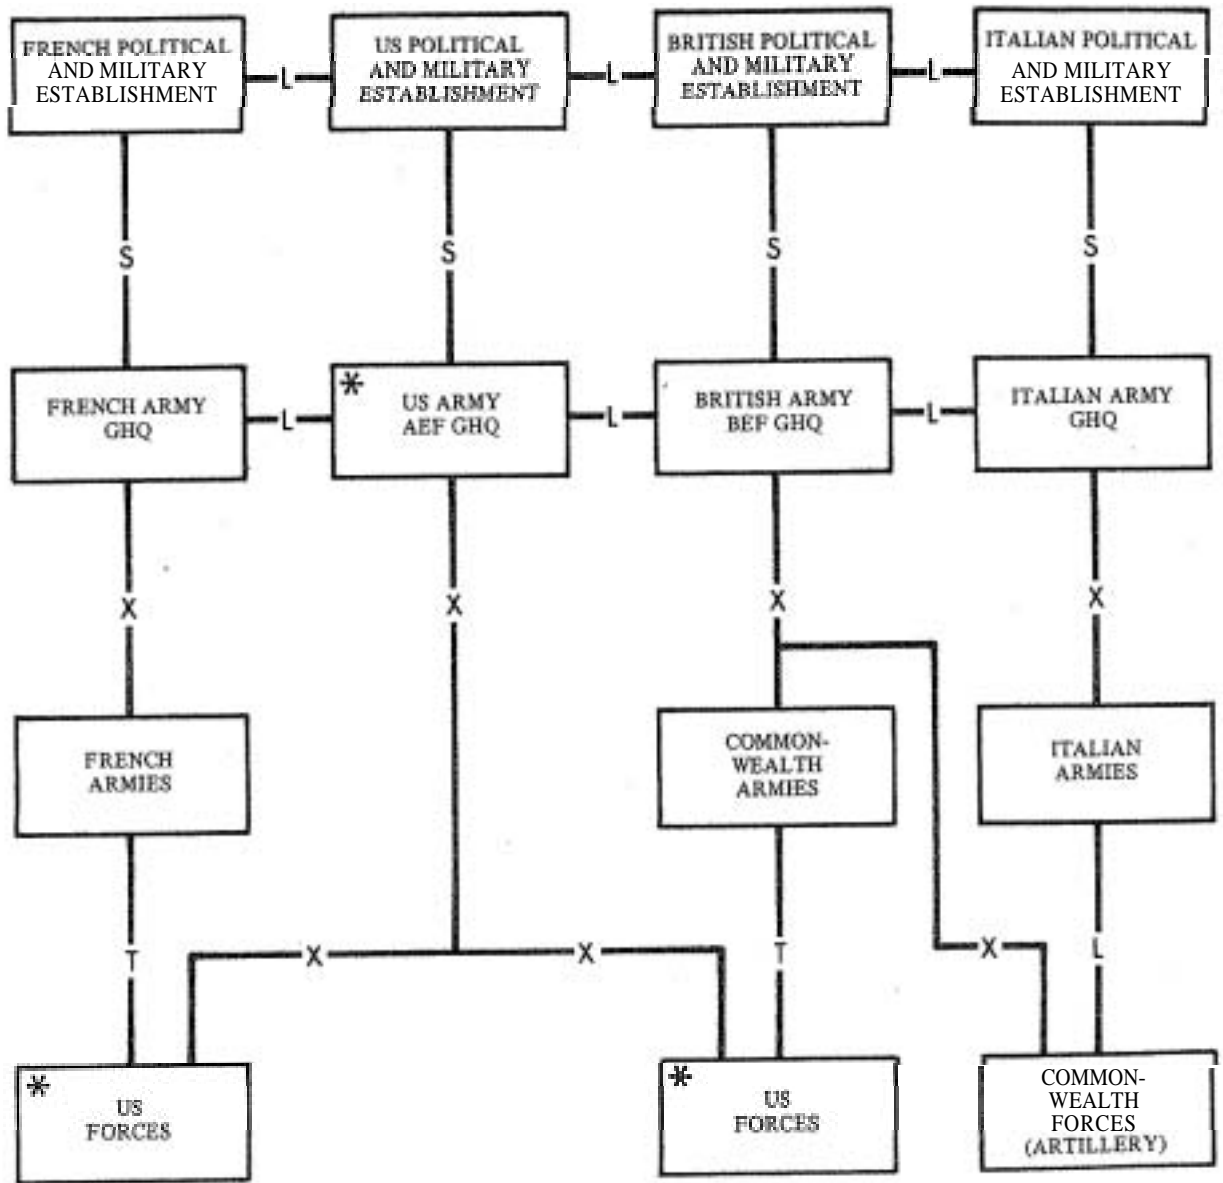 FRENCH POLITICAL
AND MILITARY
ESTABLISHMENT
L
US POLITICAL
AND MILITARY
ESTABLISHMENT
L
BRITISH POLITICAL
AND MILITARY
ESTABLISHMENT
L
ITALIAN POLITICAL
AND MILITARY
ESTABLISHMENT
S
S
S
S
FRENCH ARMY
GHQ
L
*
US ARMY
AEF GHQ
L
BRITISH ARMY
BEF GHQ
L
ITALIAN ARMY
GHQ
X
X
X
X
FRENCH
ARMIES
COMMON-
WEALTH
ARMIES
ITALIAN
ARMIES
T
X
X
T
X
L
*
US
FORCES
*
US
FORCES
COMMON-
WEALTH
FORCES
(ARTILLERY)